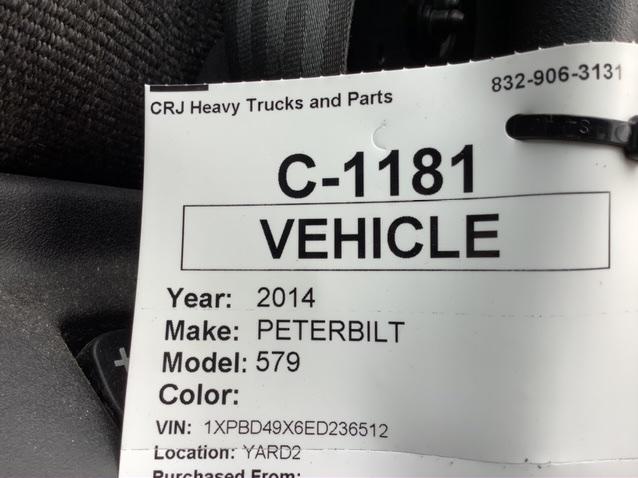 CRJ Heavy Trucks and Parts 832-906-3131
C-1181
VEHICLE
Year: 2014
Make: PETERBILT
Model: 579
Color:
VIN: 1XPBD49X6ED236512
Location: YARD2
Purchased From: